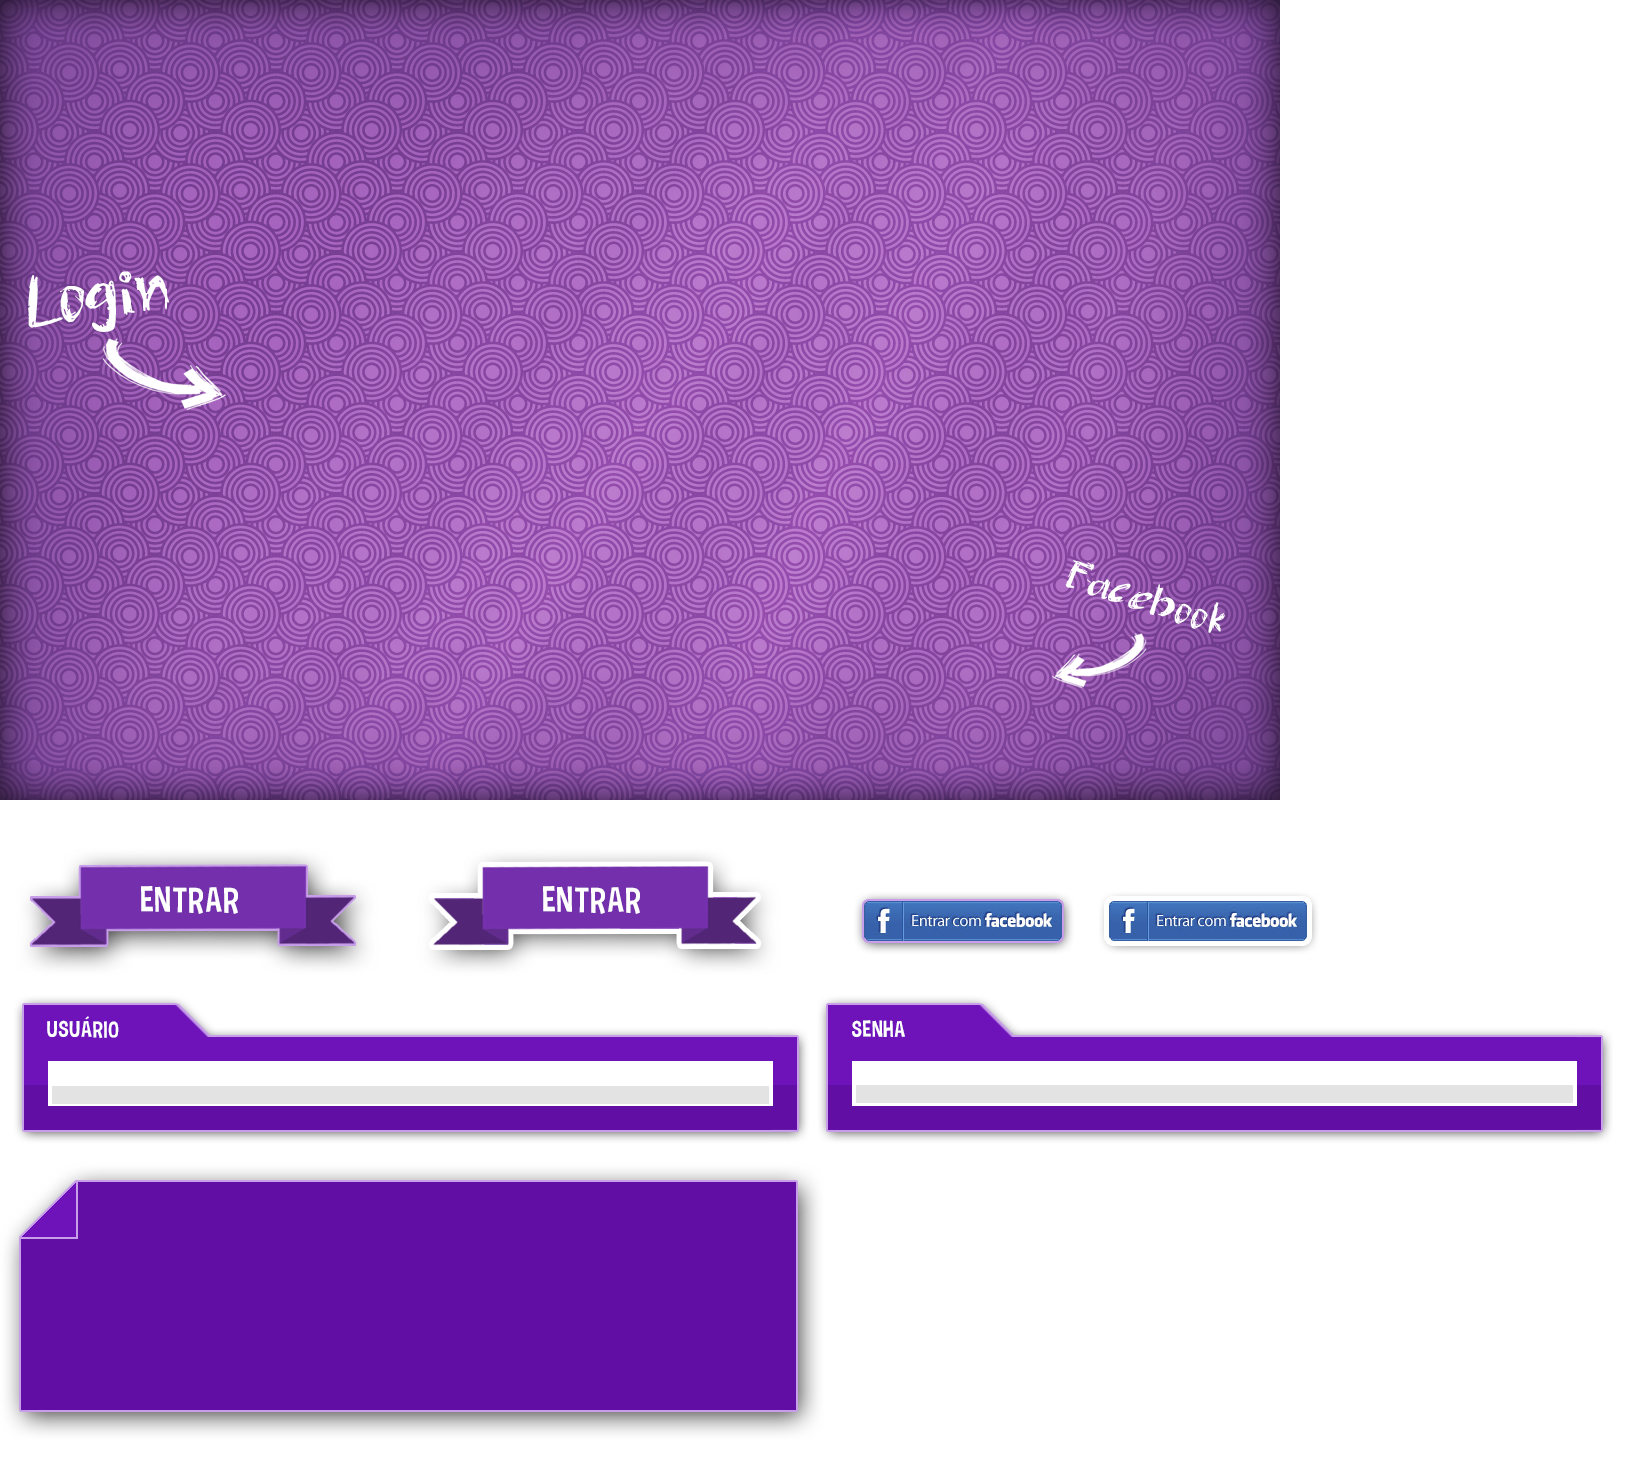 Login
Facebook
ENTRAR
ENTRAR
f Entrar com facebook
f Entrar com facebook
USUÁRIO
SENHA